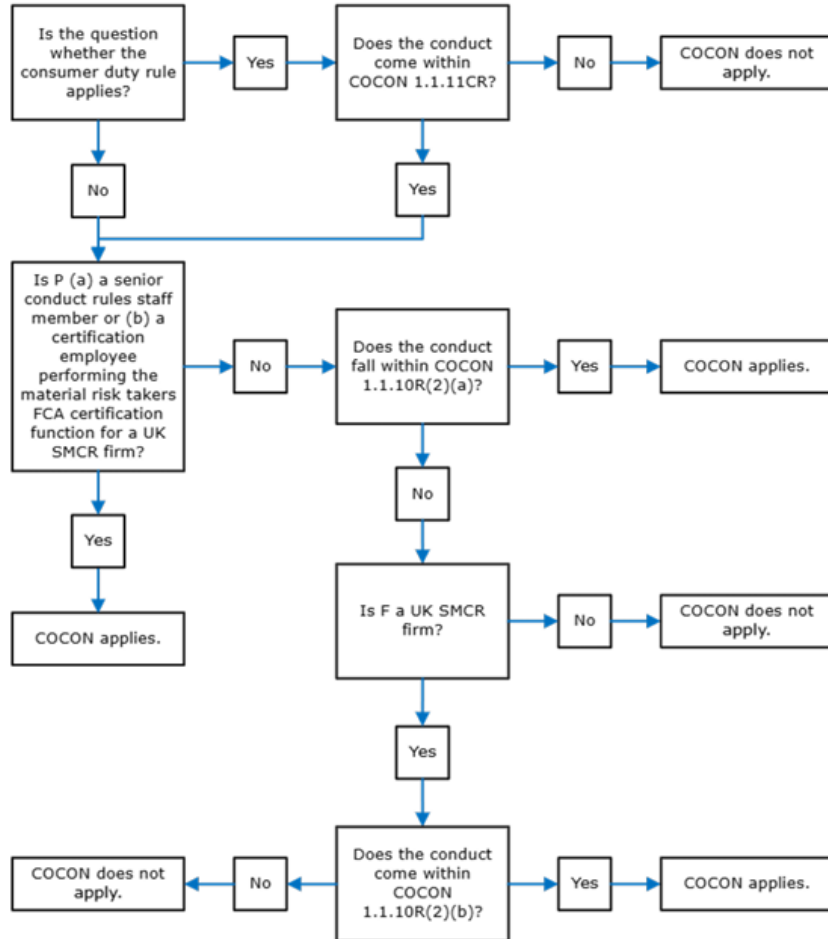 Is the question
whether the
consumer duty rule
applies?
Yes
Does the conduct
come within
COCON 1.1.11CR?
No
COCON does not
apply.
No
Yes
Is P (a) a senior
conduct rules staff
member or (b) a
certification
employee
performing the
material risk takers
FCA certification
function for a UK
SMCR firm?
No
Does the conduct
fall within COCON
1.1.10R(2)(a)?
Yes
COCON applies.
Yes
No
COCON applies.
Is F a UK SMCR
firm?
No
COCON does not
apply.
Yes
COCON does not
apply.
No
Does the conduct
come within
COCON
1.1.10R(2)(b)?
Yes
COCON applies.